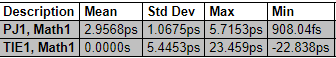 Description Mean Std Dev Max Min
PJ1, Math1 2.9568ps 1.0675ps 5.7153ps 908.04fs
TIE1, Math1 0.0000s 5.4453ps 23.459ps -22.838ps